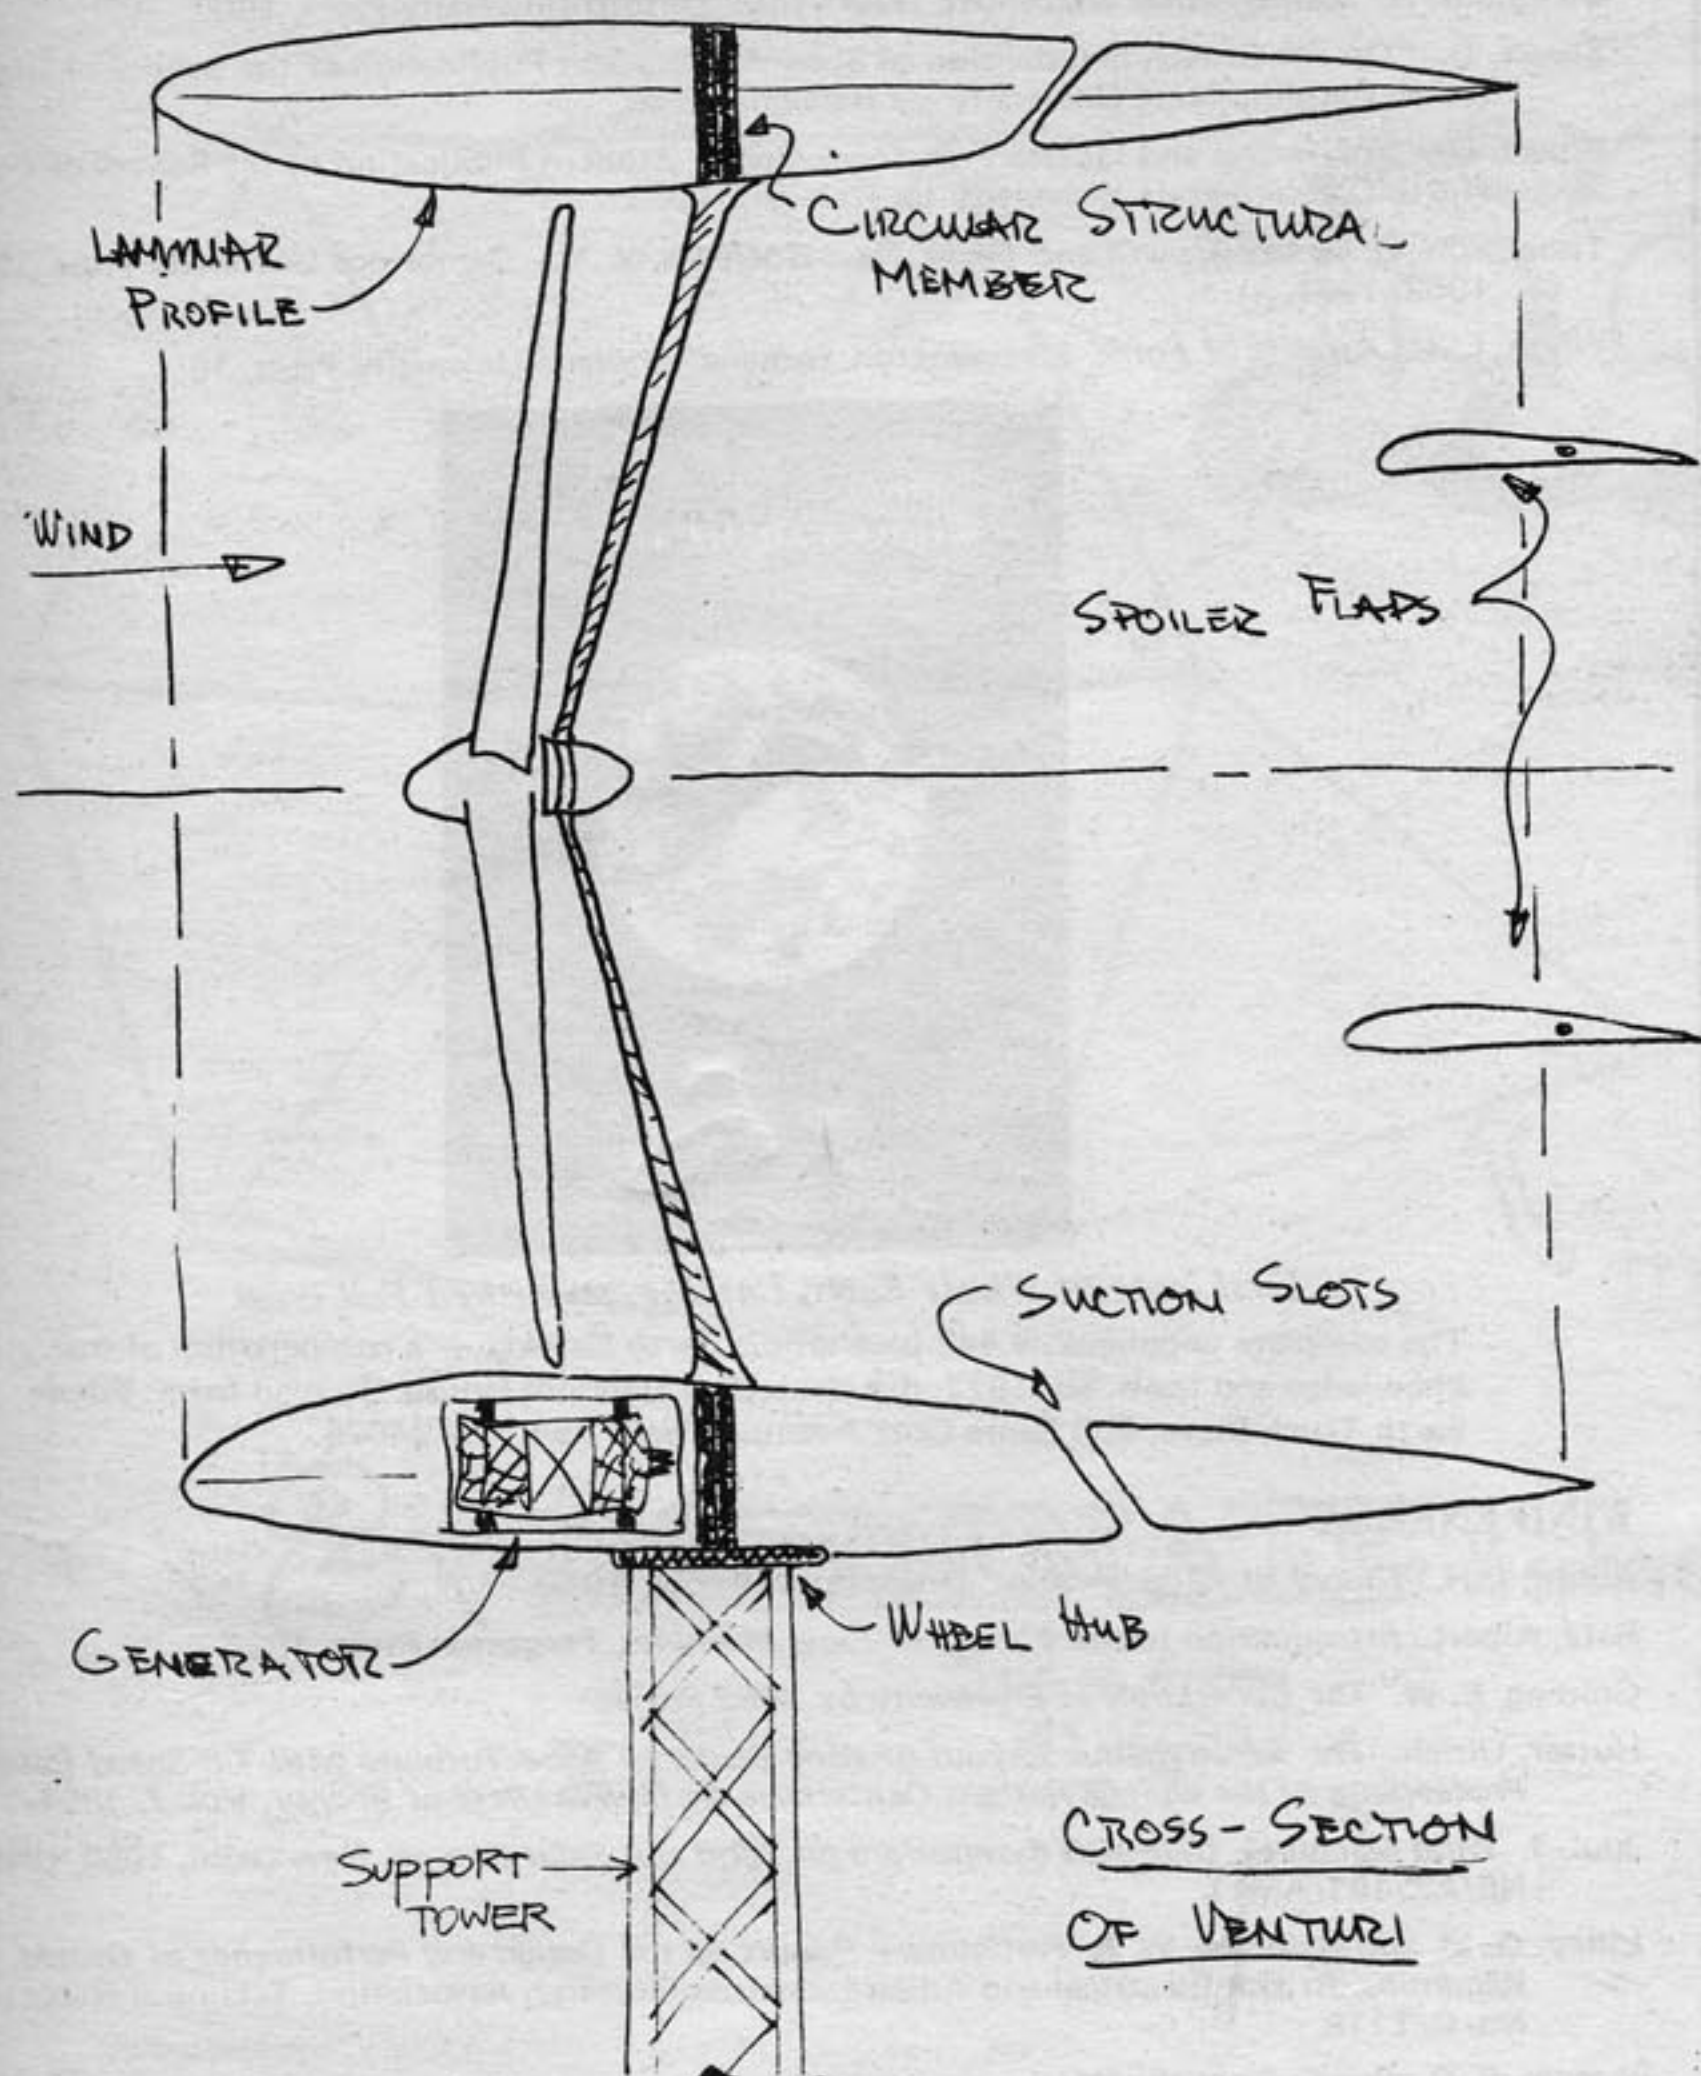 CIRCULAR STRUCTURAL
MEMBER
LAMINAR
PROFILE
WIND
SPOILER FLAPS
SUCTION SLOTS
GENERATOR
WHEEL HUB
SUPPORT
TOWER
CROSS-SECTION
OF VENTURI